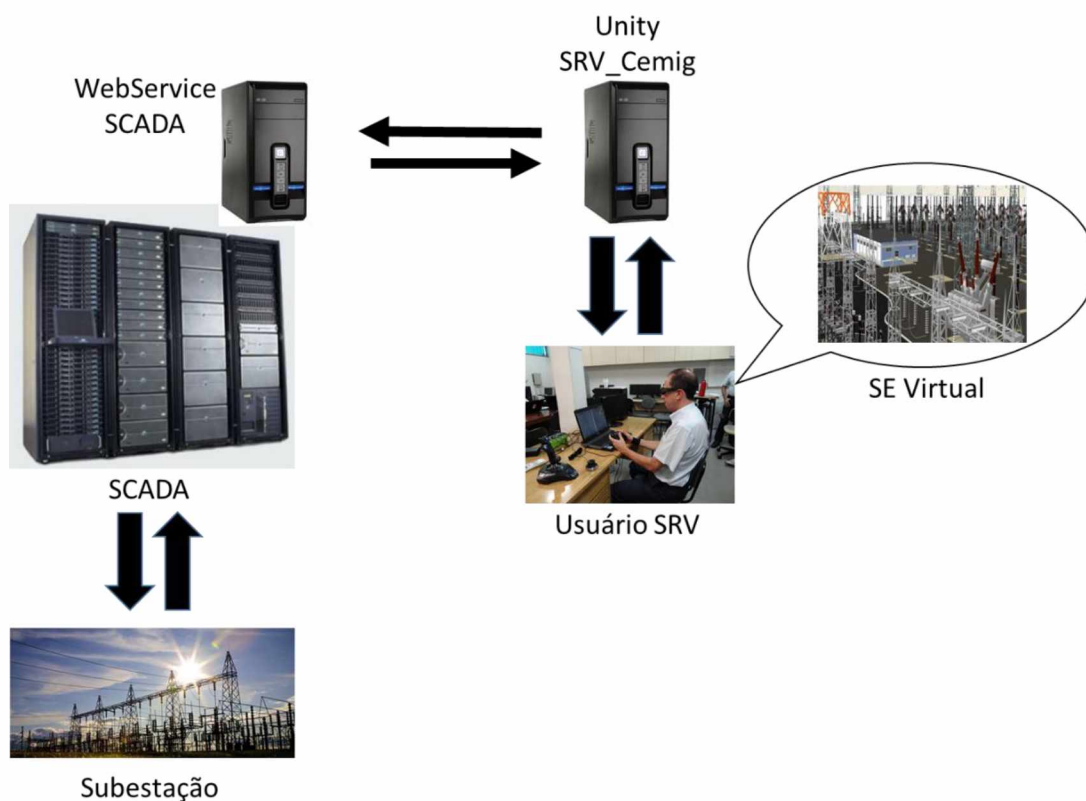 Unity
SRV_Cemig
WebService
SCADA
SE Virtual
SCADA
Usuário SRV
Subestação